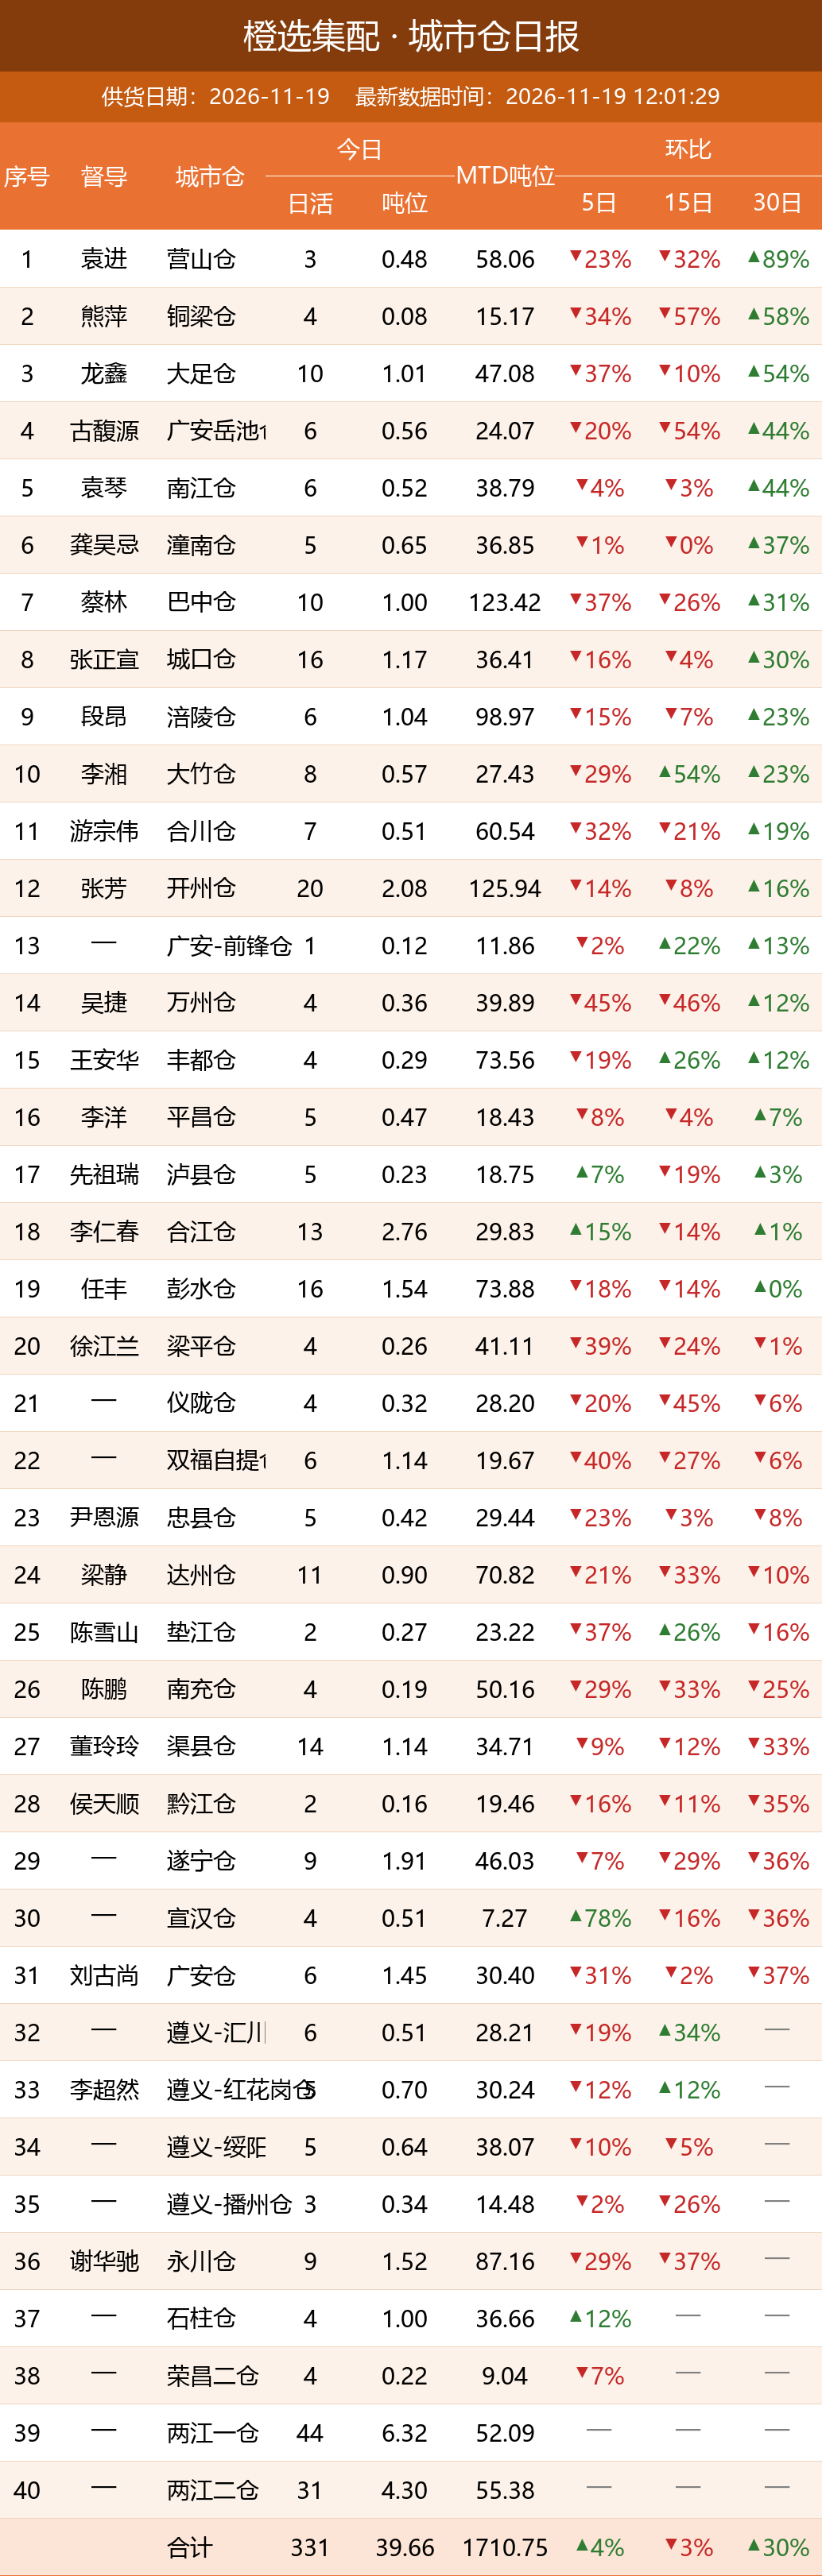 橙选集配 · 城市仓日报
供货日期：2026-11-19 最新数据时间：2026-11-19 12:01:29
序号 督导 城市仓 今日 MTD吨位 环比
日活 吨位 5日 15日 30日
1 袁进 营山仓 3 0.48 58.06 ▼23% ▼32% ▲89%
2 熊萍 铜梁仓 4 0.08 15.17 ▼34% ▼57% ▲58%
3 龙鑫 大足仓 10 1.01 47.08 ▼37% ▼10% ▲54%
4 古馥源 广安岳池 6 0.56 24.07 ▼20% ▼54% ▲44%
5 袁琴 南江仓 6 0.52 38.79 ▼4% ▼3% ▲44%
6 龚吴忌 潼南仓 5 0.65 36.85 ▼1% ▼0% ▲37%
7 蔡林 巴中仓 10 1.00 123.42 ▼37% ▼26% ▲31%
8 张正宣 城口仓 16 1.17 36.41 ▼16% ▼4% ▲30%
9 段昂 涪陵仓 6 1.04 98.97 ▼15% ▼7% ▲23%
10 李湘 大竹仓 8 0.57 27.43 ▼29% ▲54% ▲23%
11 游宗伟 合川仓 7 0.51 60.54 ▼32% ▼21% ▲19%
12 张芳 开州仓 20 2.08 125.94 ▼14% ▼8% ▲16%
13 — 广安-前锋仓 1 0.12 11.86 ▼2% ▲22% ▲13%
14 吴捷 万州仓 4 0.36 39.89 ▼45% ▼46% ▲12%
15 王安华 丰都仓 4 0.29 73.56 ▼19% ▲26% ▲12%
16 李洋 平昌仓 5 0.47 18.43 ▼8% ▼4% ▲7%
17 先祖瑞 泸县仓 5 0.23 18.75 ▲7% ▼19% ▲3%
18 李仁春 合江仓 13 2.76 29.83 ▲15% ▼14% ▲1%
19 任丰 彭水仓 16 1.54 73.88 ▼18% ▼14% ▲0%
20 徐江兰 梁平仓 4 0.26 41.11 ▼39% ▼24% ▼1%
21 — 仪陇仓 4 0.32 28.20 ▼20% ▼45% ▼6%
22 — 双福自提 6 1.14 19.67 ▼40% ▼27% ▼6%
23 尹恩源 忠县仓 5 0.42 29.44 ▼23% ▼3% ▼8%
24 梁静 达州仓 11 0.90 70.82 ▼21% ▼33% ▼10%
25 陈雪山 垫江仓 2 0.27 23.22 ▼37% ▲26% ▼16%
26 陈鹏 南充仓 4 0.19 50.16 ▼29% ▼33% ▼25%
27 董玲玲 渠县仓 14 1.14 34.71 ▼9% ▼12% ▼33%
28 侯天顺 黔江仓 2 0.16 19.46 ▼16% ▼11% ▼35%
29 — 遂宁仓 9 1.91 46.03 ▼7% ▼29% ▼36%
30 — 宣汉仓 4 0.51 7.27 ▲78% ▼16% ▼36%
31 刘古尚 广安仓 6 1.45 30.40 ▼31% ▼2% ▼37%
32 — 遵义-汇川 6 0.51 28.21 ▼19% ▲34% —
33 李超然 遵义-红花岗仓 5 0.70 30.24 ▼12% ▲12% —
34 — 遵义-绥阳 5 0.64 38.07 ▼10% ▼5% —
35 — 遵义-播州仓 3 0.34 14.48 ▼2% ▼26% —
36 谢华驰 永川仓 9 1.52 87.16 ▼29% ▼37% —
37 — 石柱仓 4 1.00 36.66 ▲12% — —
38 — 荣昌二仓 4 0.22 9.04 ▼7% — —
39 — 两江一仓 44 6.32 52.09 — — —
40 — 两江二仓 31 4.30 55.38 — — —
合计 331 39.66 1710.75 ▲4% ▼3% ▲30%